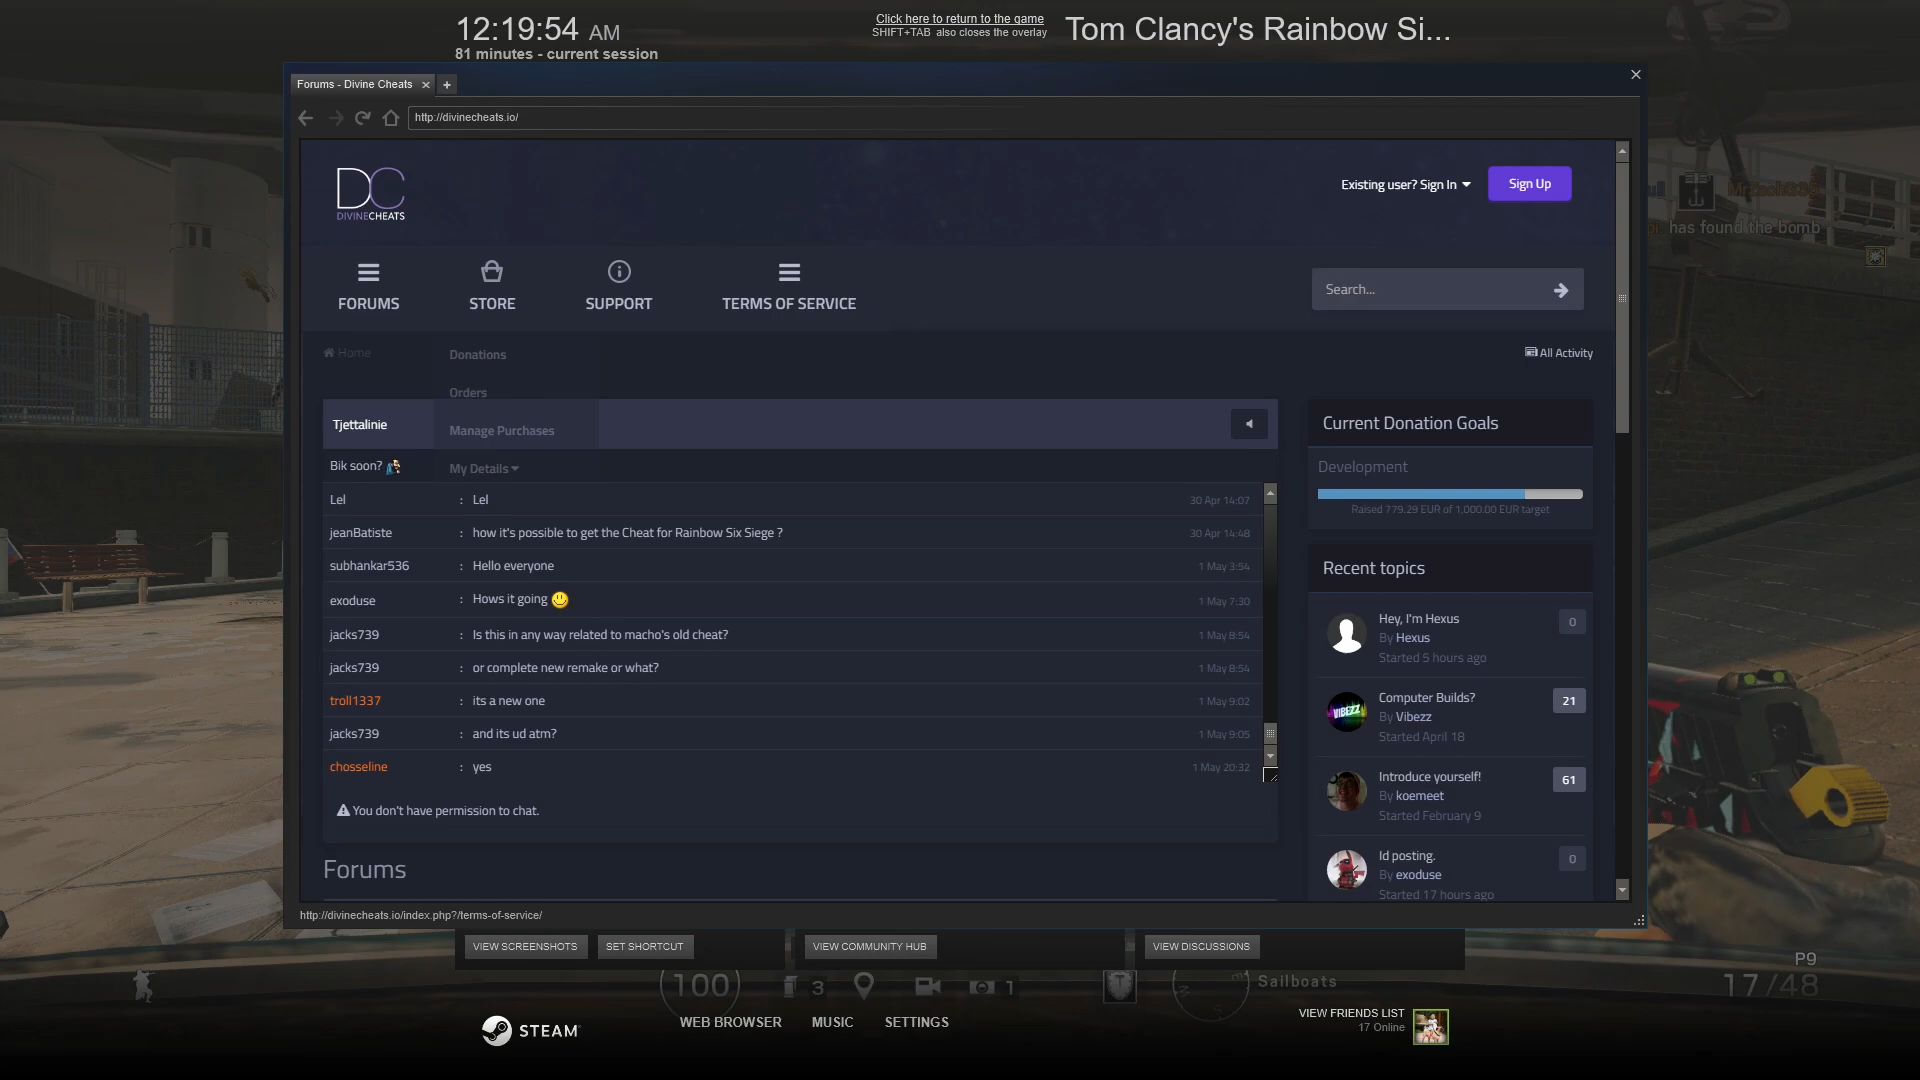 12:19:54 AM
81 minutes - current session
Click here to return to the game
SHIFT+TAB also closes the overlay
Tom Clancy's Rainbow Si...
Forums - Divine Cheats
http://divinecheats.io/
DC
DIVINECHEATS
Existing user? Sign In
Sign Up
has found the bomb
FORUMS
STORE
SUPPORT
TERMS OF SERVICE
Search...
Home
Donations
All Activity
Orders
Tjettalinie
Manage Purchases
Bik soon?
My Details
Lel : Lel 30 Apr 14:07
jeanBatiste : how it's possible to get the Cheat for Rainbow Six Siege ? 30 Apr 14:48
subhankar536 : Hello everyone 1 May 3:54
exoduse : Hows it going 1 May 7:30
jacks739 : Is this in any way related to macho's old cheat? 1 May 8:54
jacks739 : or complete new remake or what? 1 May 8:54
troll1337 : its a new one 1 May 9:02
jacks739 : and its ud atm? 1 May 9:05
chosseline : yes 1 May 20:32
You don't have permission to chat.
Forums
Current Donation Goals
Development
Raised 779.29 EUR of 1,000.00 EUR target
Recent topics
Hey, I'm Hexus 0
By Hexus
Started 5 hours ago
VIBEZZ
Computer Builds? 21
By Vibezz
Started April 18
Introduce yourself! 61
By koemeet
Started February 9
Id posting. 0
By exoduse
Started 17 hours ago
http://divinecheats.io/index.php?/terms-of-service/
VIEW SCREENSHOTS
SET SHORTCUT
VIEW COMMUNITY HUB
VIEW DISCUSSIONS
P9
100
3
1
Sailboats
17/48
STEAM
WEB BROWSER
MUSIC
SETTINGS
VIEW FRIENDS LIST
17 Online